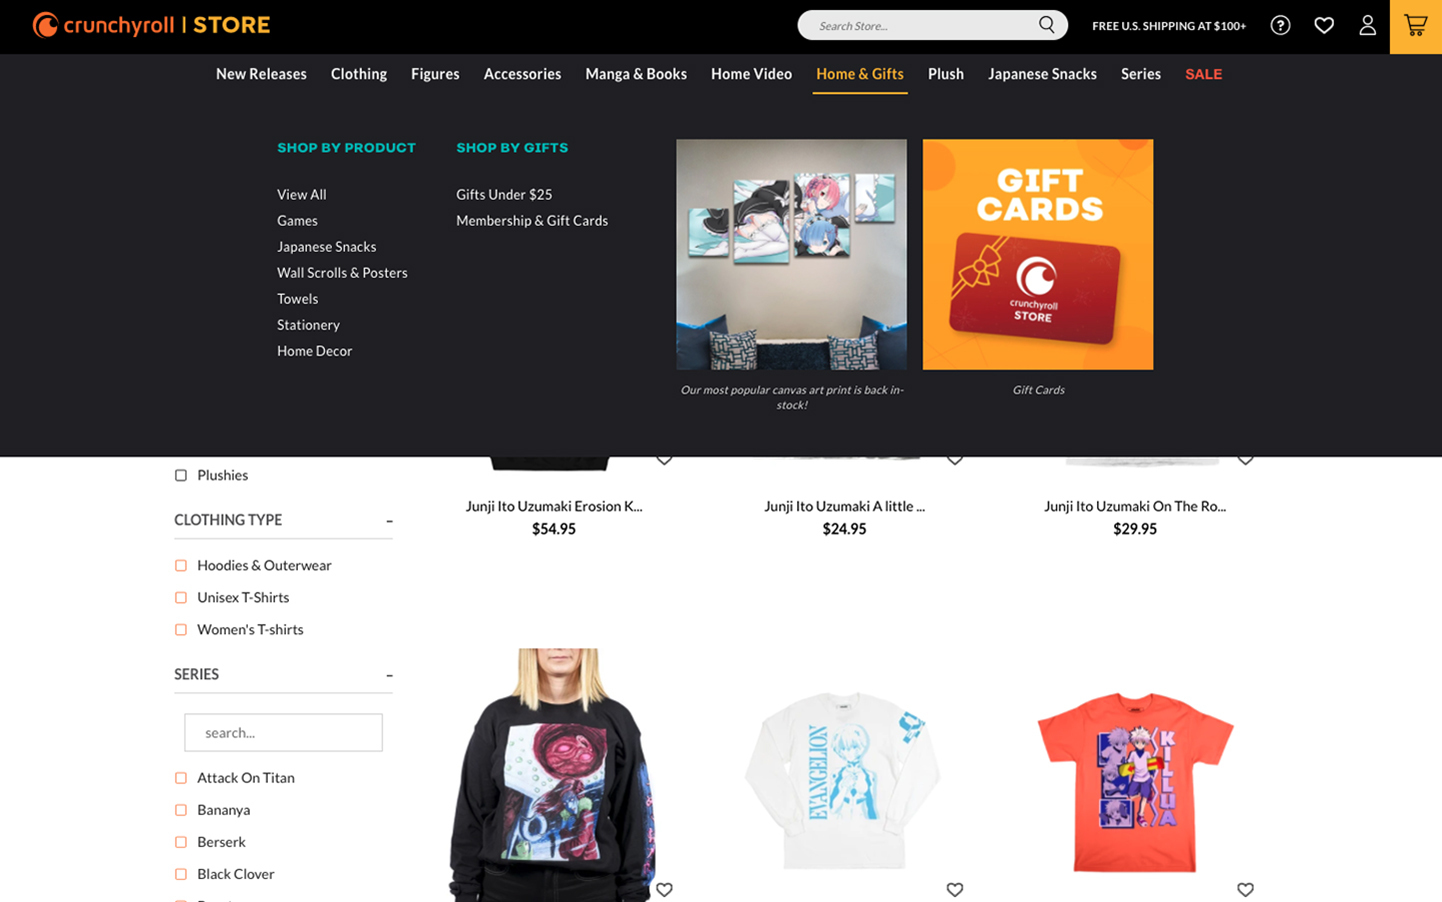 crunchyroll | STORE
Search Store...
FREE U.S. SHIPPING AT $100+
New Releases
Clothing
Figures
Accessories
Manga & Books
Home Video
Home & Gifts
Plush
Japanese Snacks
Series
SALE
SHOP BY PRODUCT
View All
Games
Japanese Snacks
Wall Scrolls & Posters
Towels
Stationery
Home Decor
SHOP BY GIFTS
Gifts Under $25
Membership & Gift Cards
Our most popular canvas art print is back in-
stock!
GIFT
CARDS
crunchyroll
STORE
Gift Cards
Plushies
CLOTHING TYPE
Hoodies & Outerwear
Unisex T-Shirts
Women's T-shirts
SERIES
search...
Attack On Titan
Bananya
Berserk
Black Clover
Junji Ito Uzumaki Erosion K...
$54.95
Junji Ito Uzumaki A little ...
$24.95
Junji Ito Uzumaki On The Ro...
$29.95
EVANGELION
KILLUA